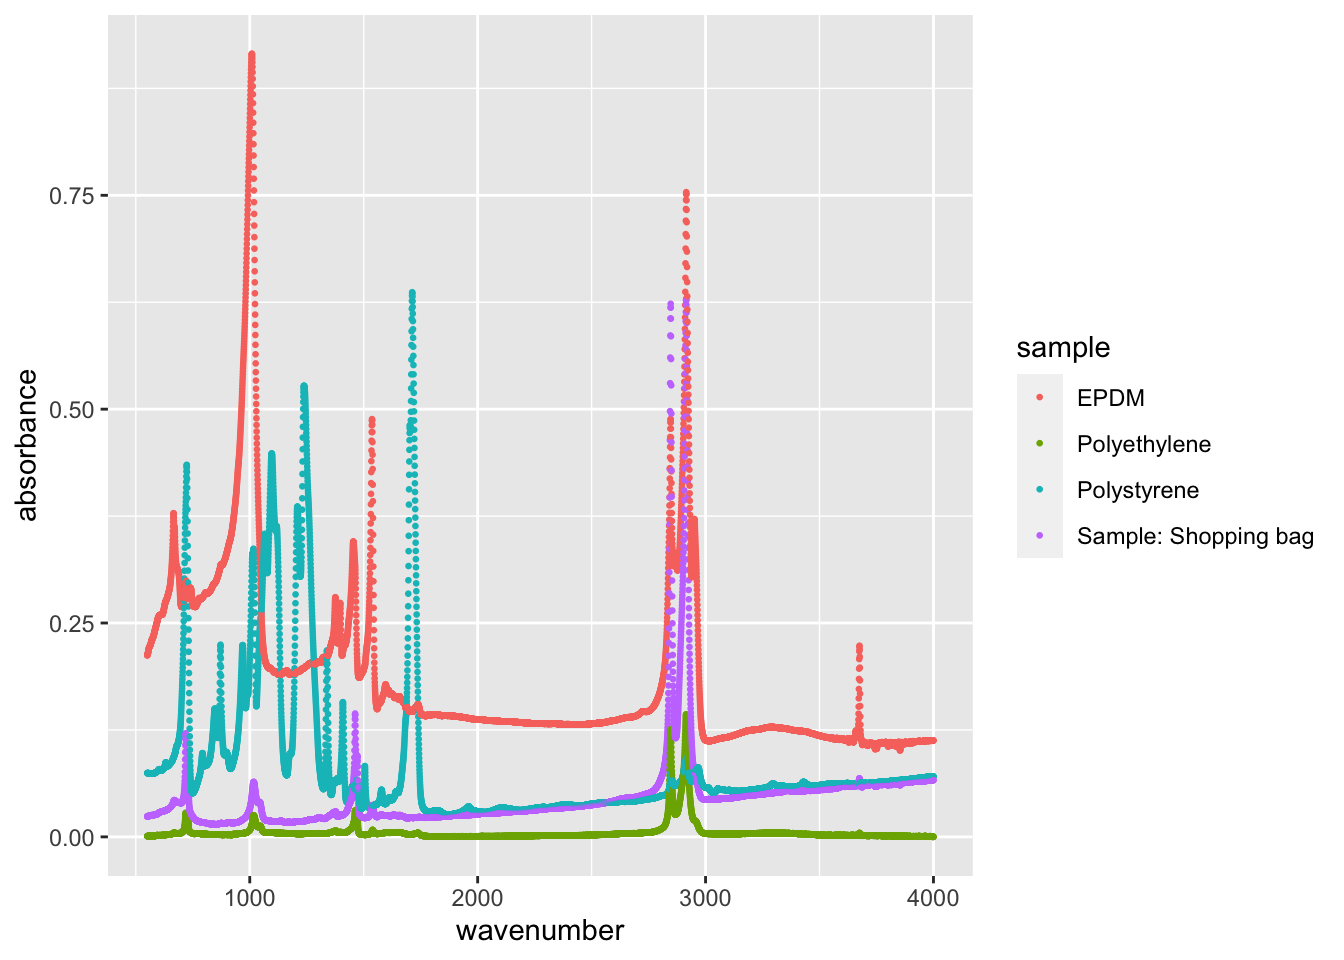 0.75
0.50
0.25
0.00
absorbance
1000
2000
3000
4000
wavenumber
sample
EPDM
Polyethylene
Polystyrene
Sample: Shopping bag